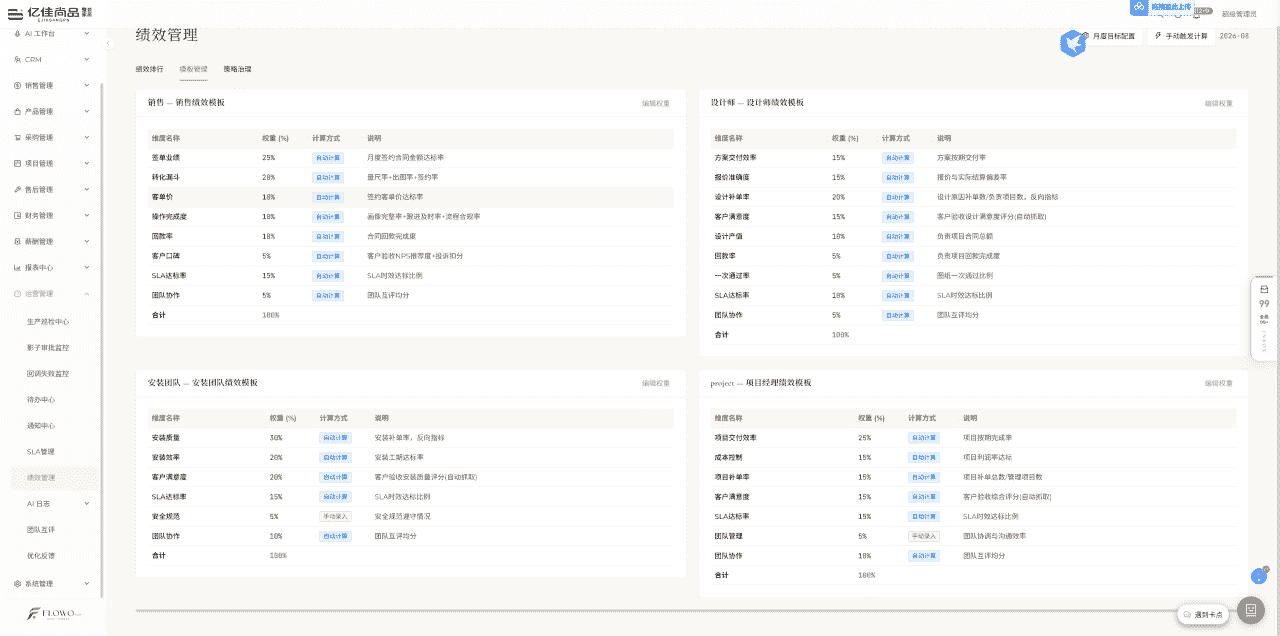 亿佳尚品
EJIASANPN
拖拽到此上传
超级管理员
AI 工作台
CRM
销售管理
产品管理
采购管理
项目管理
售后管理
财务管理
薪酬管理
报表中心
运营管理
生产巡检中心
影子审批监控
回调失败监控
待办中心
通知中心
SLA管理
绩效管理
AI 日志
团队互评
优化反馈
系统管理
FLOWO
绩效管理
月度目标配置
手动触发计算
2026-08
绩效排行 模板管理 策略治理
销售 — 销售绩效模板 编辑权重
维度名称 权重 (%) 计算方式 说明
签单业绩 25% 自动计算 月度签约合同金额达标率
转化漏斗 20% 自动计算 量尺率+出图率+签约率
客单价 10% 自动计算 签约客单价达标率
操作完成度 10% 自动计算 画像完整率+跟进及时率+流程合规率
回款率 10% 自动计算 合同回款完成度
客户口碑 5% 自动计算 客户验收NPS推荐度+投诉扣分
SLA达标率 15% 自动计算 SLA时效达标比例
团队协作 5% 自动计算 团队互评均分
合计 100%
设计师 — 设计师绩效模板 编辑权重
维度名称 权重 (%) 计算方式 说明
方案交付效率 15% 自动计算 方案按期交付率
报价准确度 15% 自动计算 报价与实际结算偏差率
设计补单率 20% 自动计算 设计原因补单数/负责项目数，反向指标
客户满意度 15% 自动计算 客户验收设计满意度评分(自动抓取)
设计产值 10% 自动计算 负责项目合同总额
回款率 5% 自动计算 负责项目回款完成度
一次通过率 5% 自动计算 图纸一次通过比例
SLA达标率 10% 自动计算 SLA时效达标比例
团队协作 5% 自动计算 团队互评均分
合计 100%
安装团队 — 安装团队绩效模板 编辑权重
维度名称 权重 (%) 计算方式 说明
安装质量 30% 自动计算 安装补单率，反向指标
安装效率 20% 自动计算 安装工期达标率
客户满意度 20% 自动计算 客户验收安装质量评分(自动抓取)
SLA达标率 15% 自动计算 SLA时效达标比例
安全规范 5% 手动录入 安全规范遵守情况
团队协作 10% 自动计算 团队互评均分
合计 100%
project — 项目经理绩效模板 编辑权重
维度名称 权重 (%) 计算方式 说明
项目交付效率 25% 自动计算 项目按期完成率
成本控制 15% 自动计算 项目利润率达标
项目补单率 15% 自动计算 项目补单总数/管理项目数
客户满意度 15% 自动计算 客户验收综合评分(自动抓取)
SLA达标率 15% 自动计算 SLA时效达标比例
团队管理 5% 手动录入 团队协调与沟通效率
团队协作 10% 自动计算 团队互评均分
合计 100%
99
99+
遇到卡点